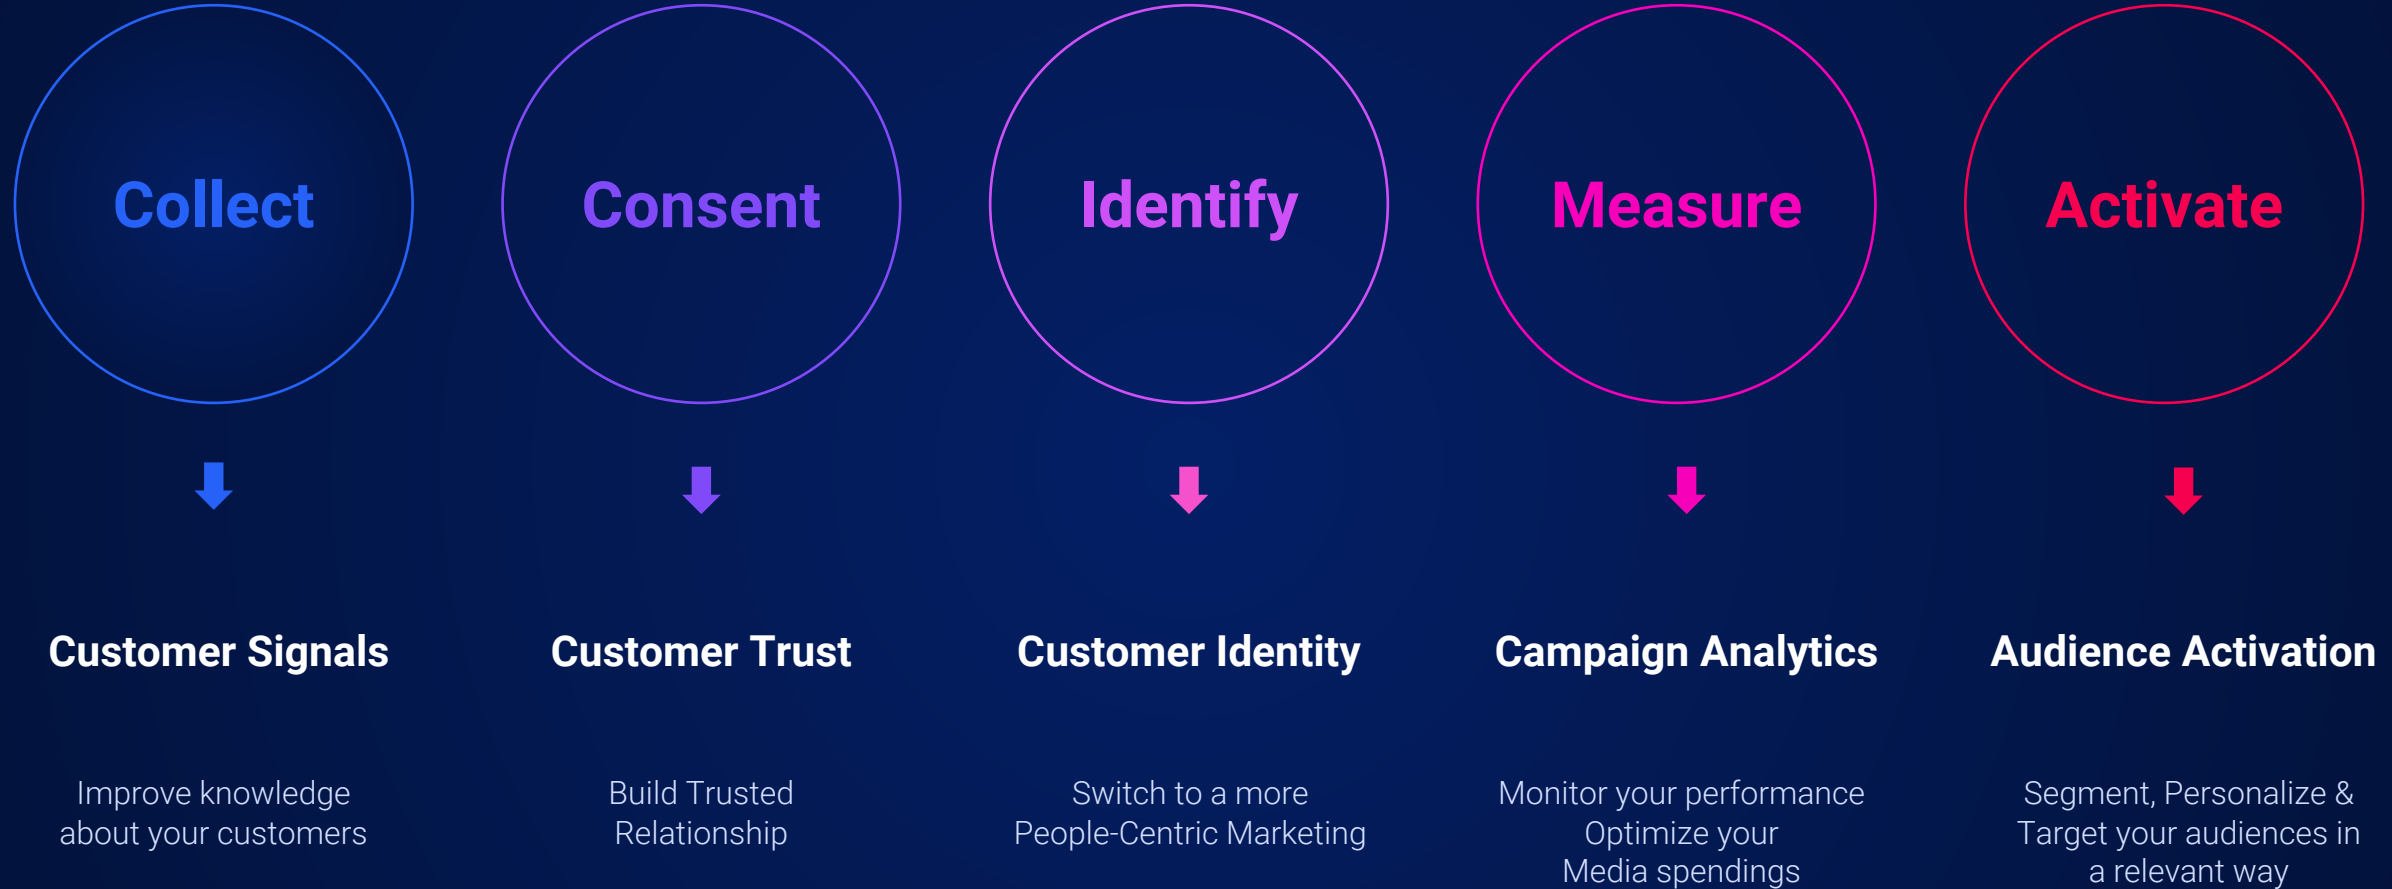 Collect
Consent
Identify
Measure
Activate
Customer Signals
Customer Trust
Customer Identity
Campaign Analytics
Audience Activation
Improve knowledge
about your customers
Build Trusted
Relationship
Switch to a more
People-Centric Marketing
Monitor your performance
Optimize your
Media spendings
Segment, Personalize &
Target your audiences in
a relevant way